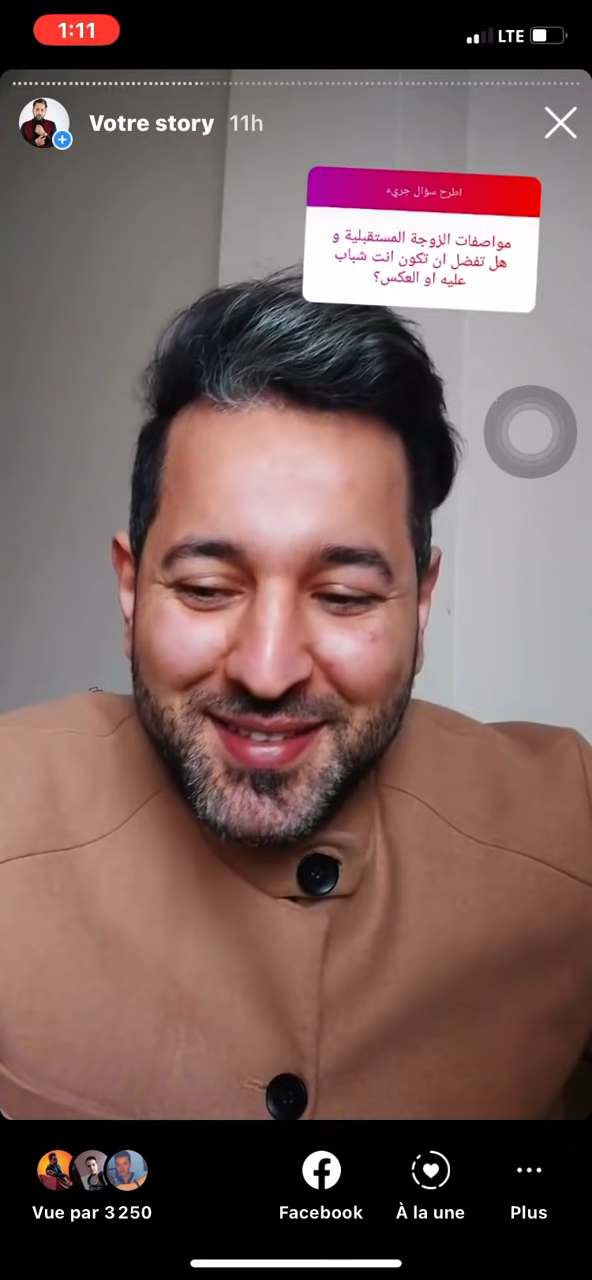 1:11
LTE
Votre story 11h
اطرح سؤال جريء
مواصفات الزوجة المستقبلية و
هل تفضل ان تكون انت شباب
عليه او العكس؟
Vue par 3 250
Facebook
À la une
Plus